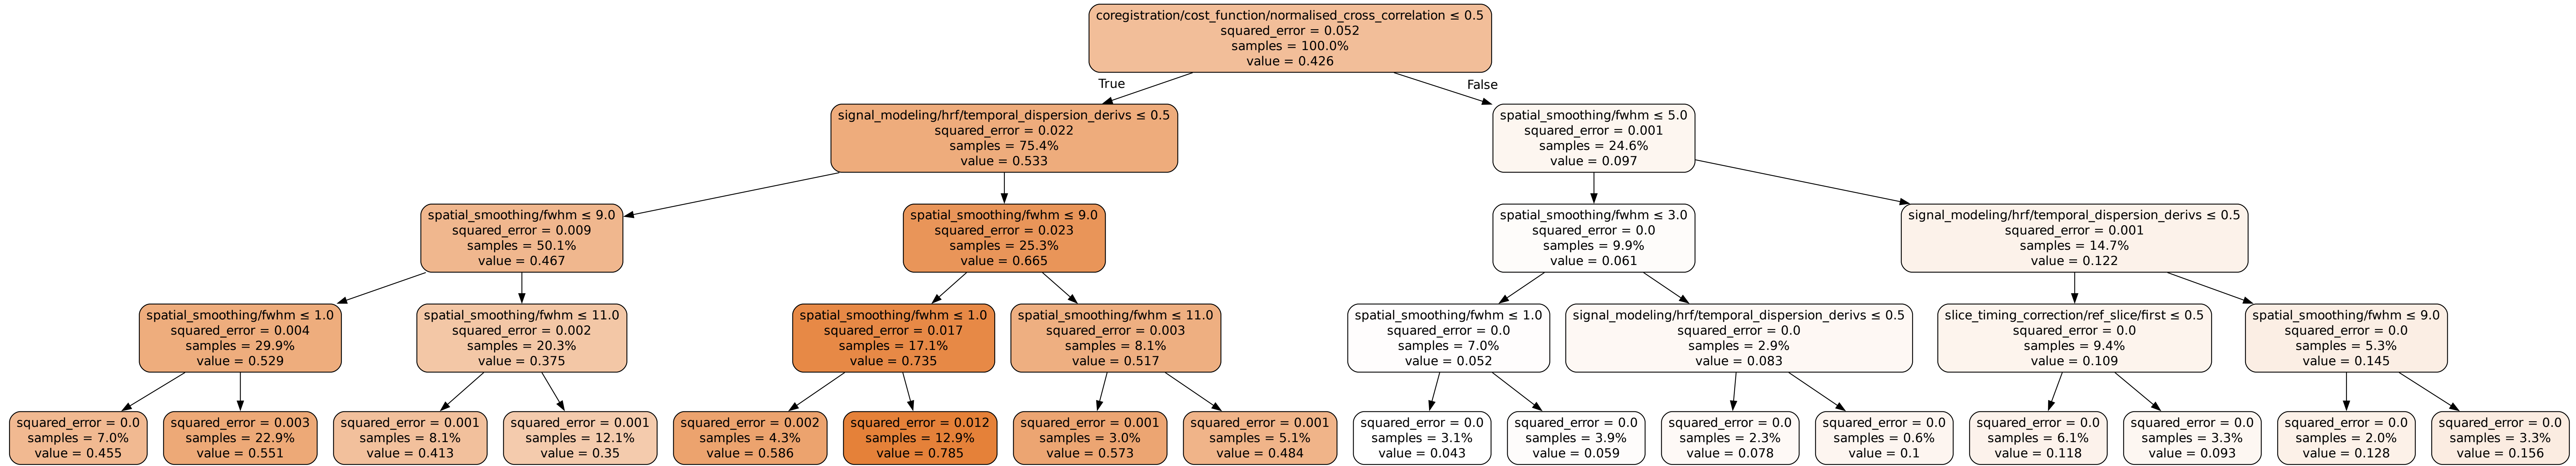 coregistration/cost_function/normalised_cross_correlation ≤ 0.5
squared_error = 0.052
samples = 100.0%
value = 0.426
True
False
signal_modeling/hrf/temporal_dispersion_derivs ≤ 0.5
squared_error = 0.022
samples = 75.4%
value = 0.533
spatial_smoothing/fwhm ≤ 5.0
squared_error = 0.001
samples = 24.6%
value = 0.097
spatial_smoothing/fwhm ≤ 9.0
squared_error = 0.009
samples = 50.1%
value = 0.467
spatial_smoothing/fwhm ≤ 9.0
squared_error = 0.023
samples = 25.3%
value = 0.665
spatial_smoothing/fwhm ≤ 3.0
squared_error = 0.0
samples = 9.9%
value = 0.061
signal_modeling/hrf/temporal_dispersion_derivs ≤ 0.5
squared_error = 0.001
samples = 14.7%
value = 0.122
spatial_smoothing/fwhm ≤ 1.0
squared_error = 0.004
samples = 29.9%
value = 0.529
spatial_smoothing/fwhm ≤ 11.0
squared_error = 0.002
samples = 20.3%
value = 0.375
spatial_smoothing/fwhm ≤ 1.0
squared_error = 0.017
samples = 17.1%
value = 0.735
spatial_smoothing/fwhm ≤ 11.0
squared_error = 0.003
samples = 8.1%
value = 0.517
spatial_smoothing/fwhm ≤ 1.0
squared_error = 0.0
samples = 7.0%
value = 0.052
signal_modeling/hrf/temporal_dispersion_derivs ≤ 0.5
squared_error = 0.0
samples = 2.9%
value = 0.083
slice_timing_correction/ref_slice/first ≤ 0.5
squared_error = 0.0
samples = 9.4%
value = 0.109
spatial_smoothing/fwhm ≤ 9.0
squared_error = 0.0
samples = 5.3%
value = 0.145
squared_error = 0.0
samples = 7.0%
value = 0.455
squared_error = 0.003
samples = 22.9%
value = 0.551
squared_error = 0.001
samples = 8.1%
value = 0.413
squared_error = 0.001
samples = 12.1%
value = 0.35
squared_error = 0.002
samples = 4.3%
value = 0.586
squared_error = 0.012
samples = 12.9%
value = 0.785
squared_error = 0.001
samples = 3.0%
value = 0.573
squared_error = 0.001
samples = 5.1%
value = 0.484
squared_error = 0.0
samples = 3.1%
value = 0.043
squared_error = 0.0
samples = 3.9%
value = 0.059
squared_error = 0.0
samples = 2.3%
value = 0.078
squared_error = 0.0
samples = 0.6%
value = 0.1
squared_error = 0.0
samples = 6.1%
value = 0.118
squared_error = 0.0
samples = 3.3%
value = 0.093
squared_error = 0.0
samples = 2.0%
value = 0.128
squared_error = 0.0
samples = 3.3%
value = 0.156